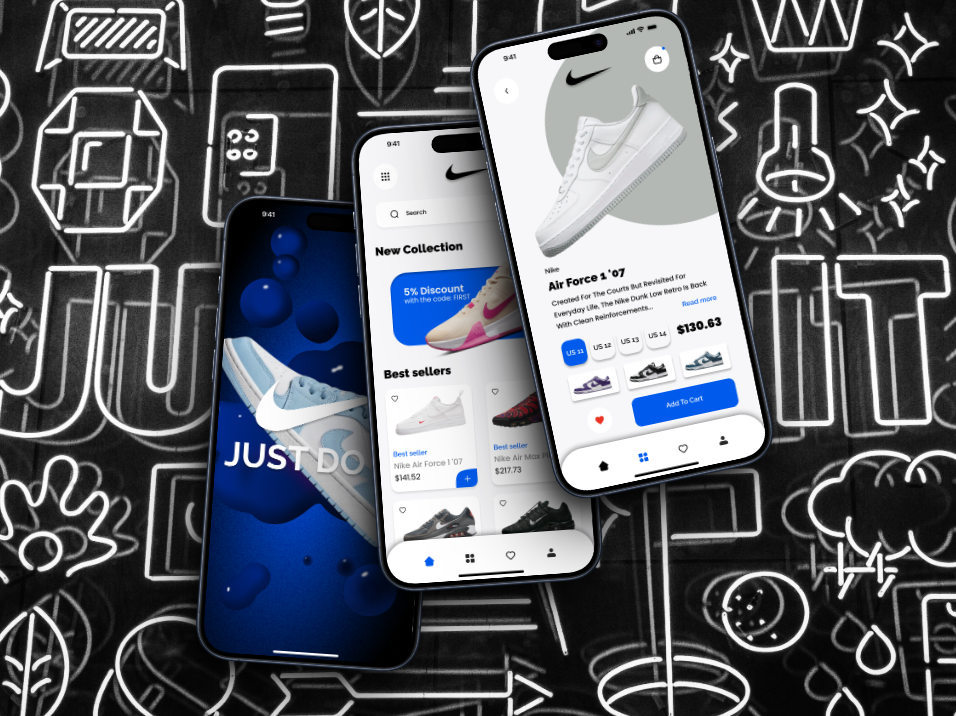 9:41
JUST DO
9:41
Search
New Collection
5% Discount
with the code: FIRST
Best sellers
Best seller
Nike Air Force 1 '07
$141.52
+
Best seller
Nike Air Max
$217.73
9:41
Nike
Air Force 1 '07
Created For The Courts But Revisited For
Everyday Life, The Nike Dunk Low Retro Is Back
With Clean Reinforcements...
Read more
US 11
US 12
US 13
US 14
$130.63
Add To Cart